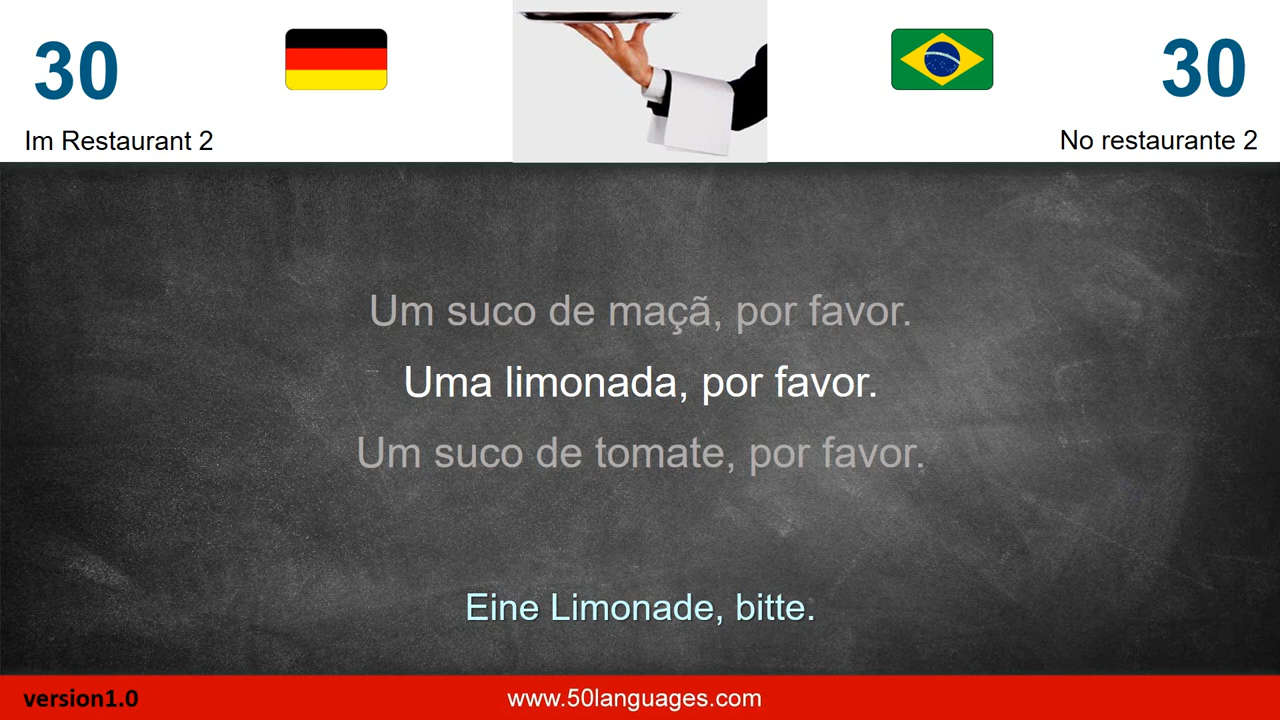 30
30
Im Restaurant 2
No restaurante 2
Um suco de maçã, por favor.
Uma limonada, por favor.
Um suco de tomate, por favor.
Eine Limonade, bitte.
version1.0
www.50languages.com